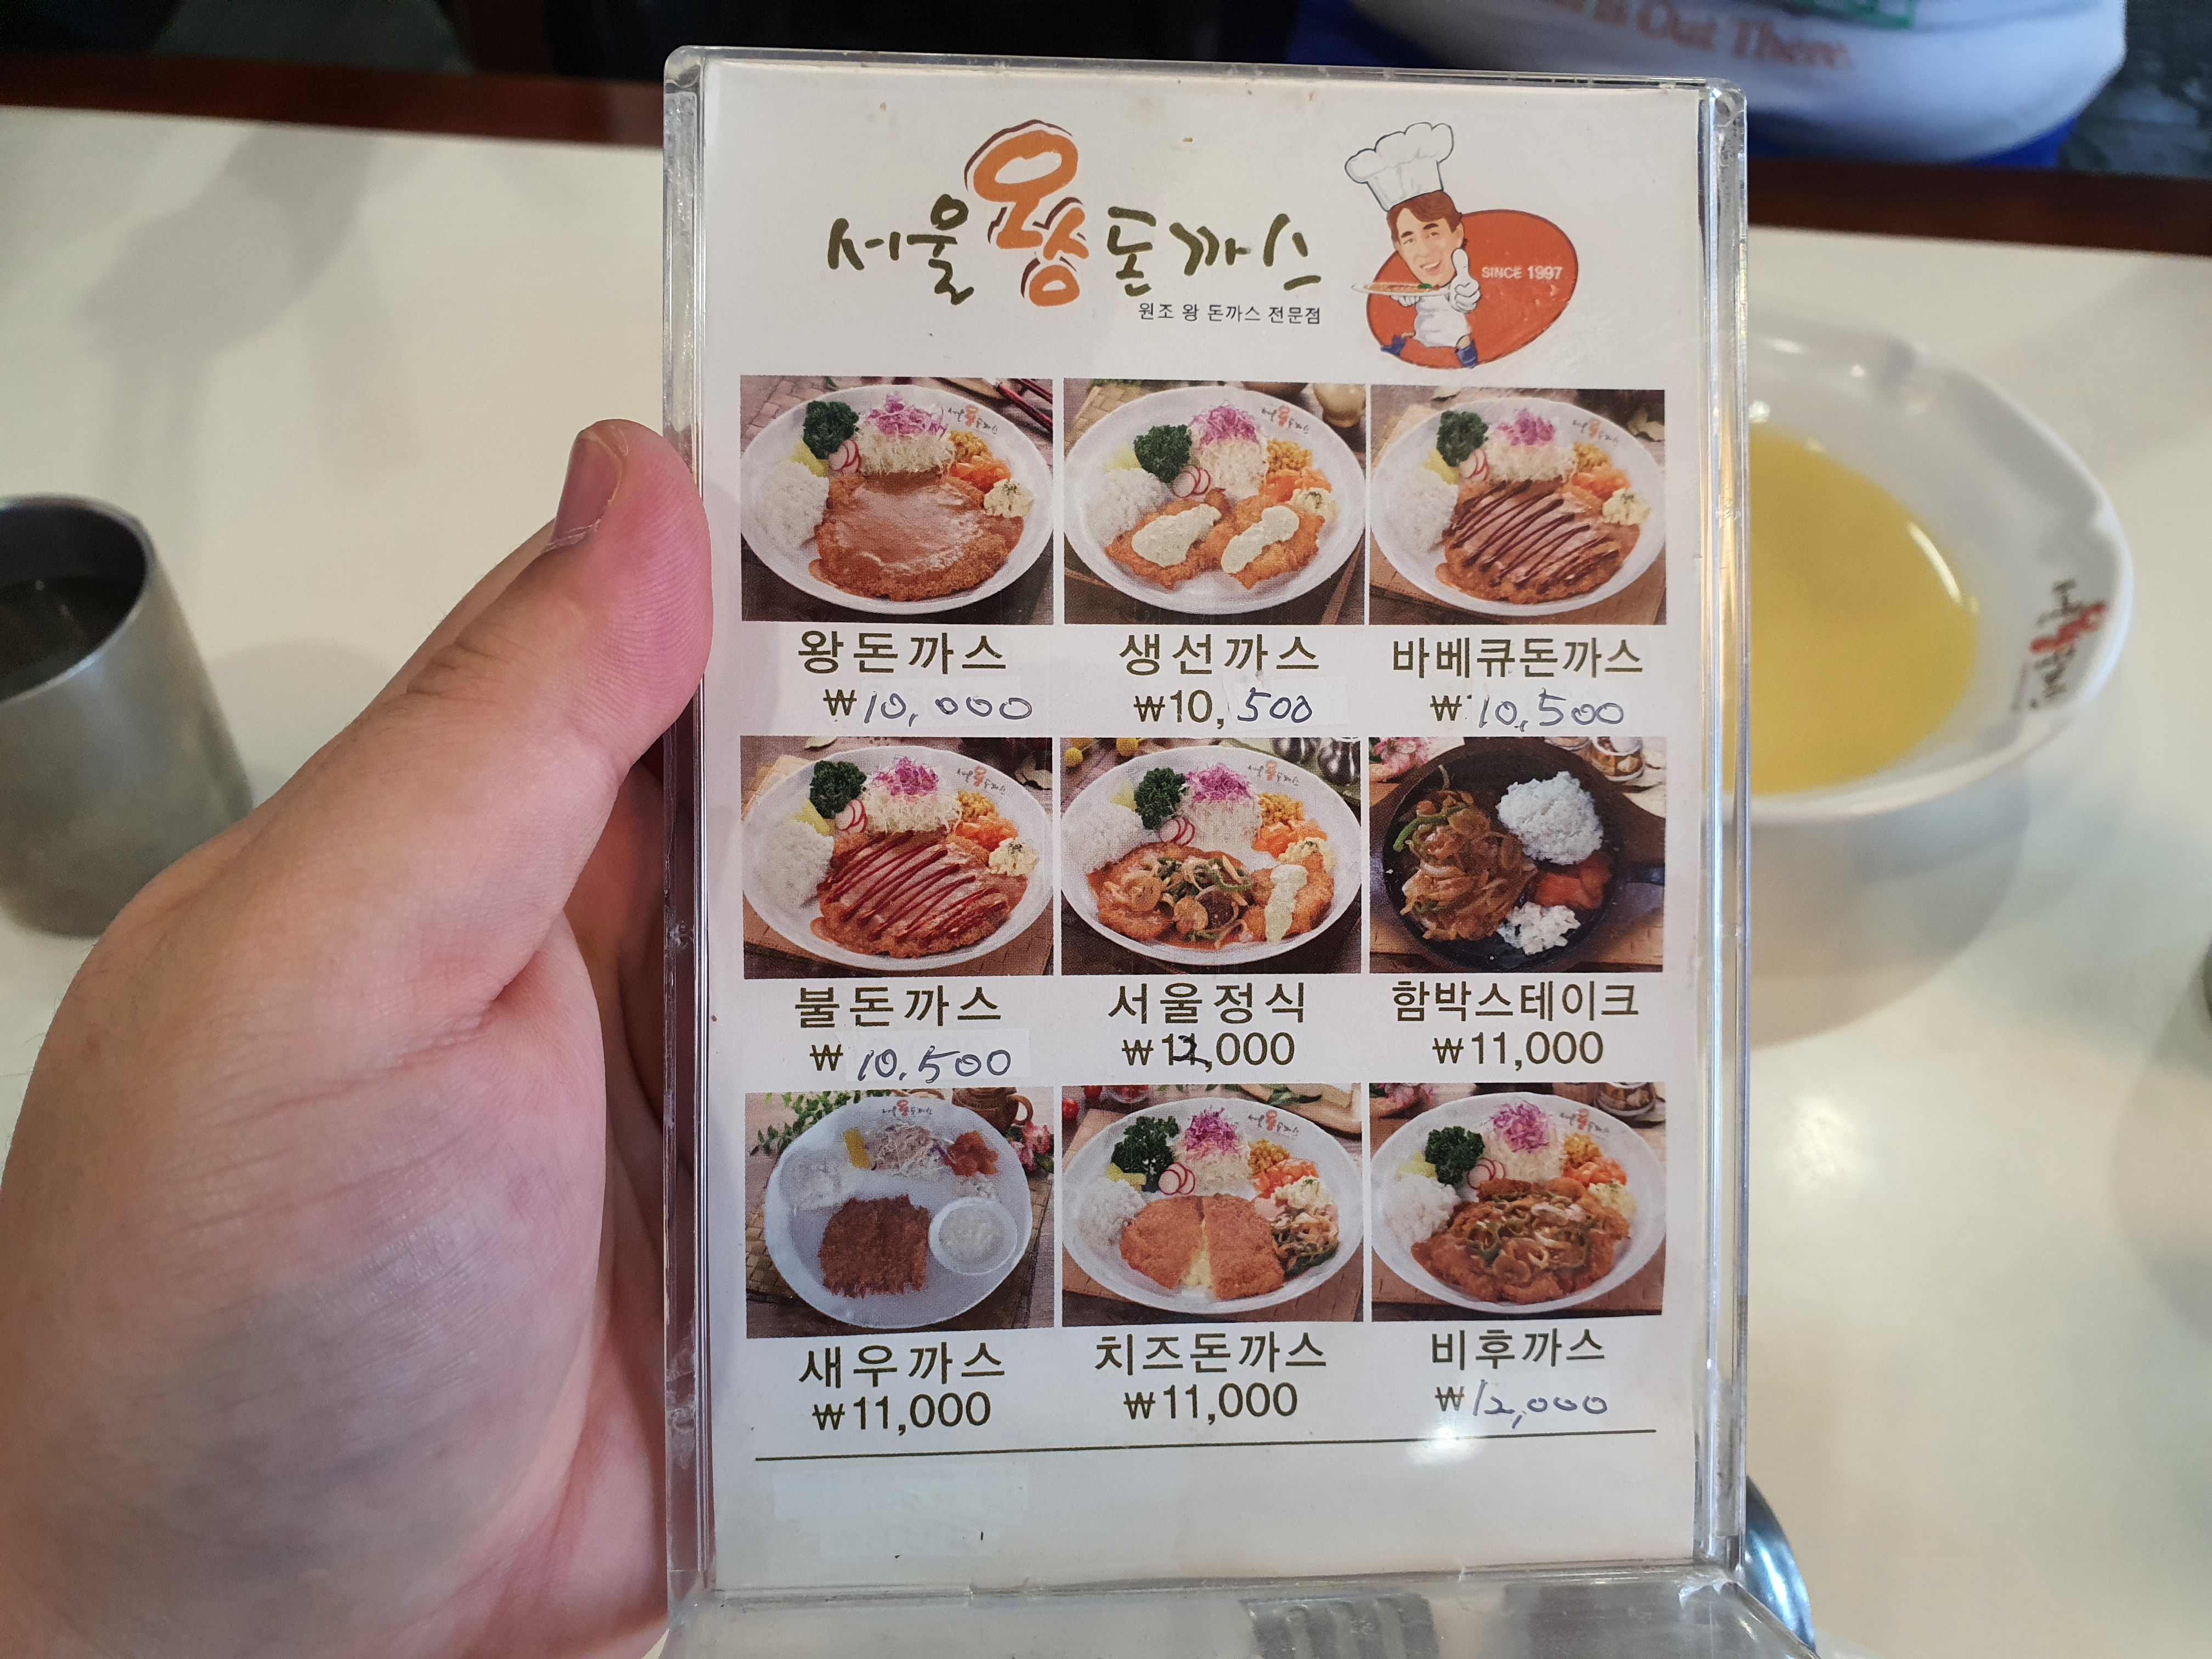 is Out There.
서울왕돈까스
원조 왕 돈까스 전문점
SINCE 1997
왕돈까스 생선까스 바베큐돈까스
₩10,000 ₩10,500 ₩10,500
불돈까스 서울정식 함박스테이크
₩10,500 ₩12,000 ₩11,000
새우까스 치즈돈까스 비후까스
₩11,000 ₩11,000 ₩12,000